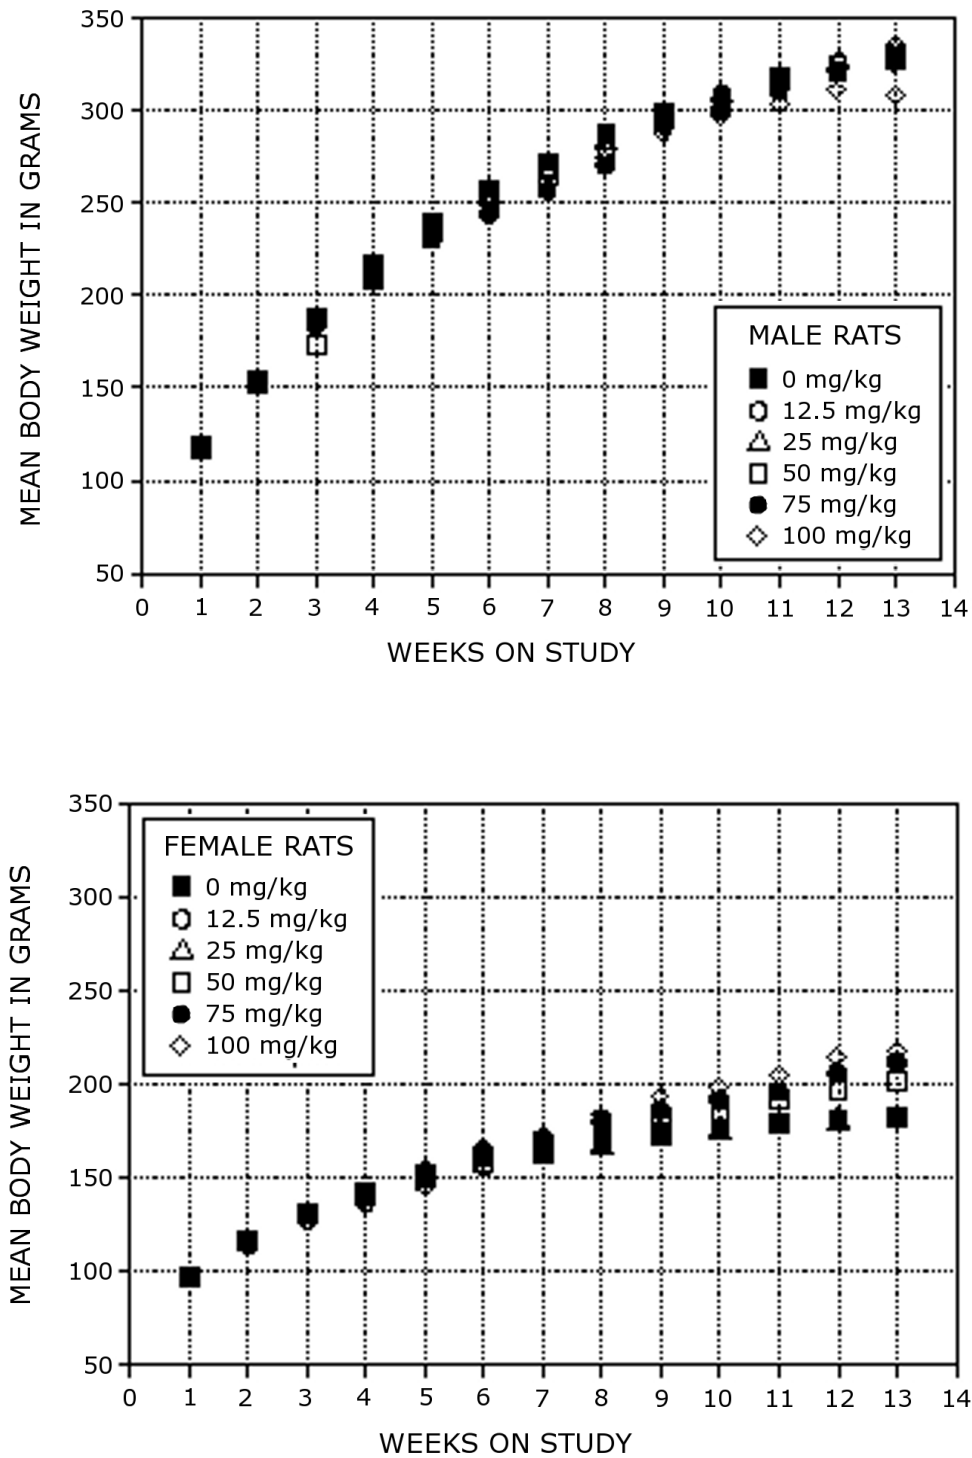 350
300
250
200
150
100
50
MEAN BODY WEIGHT IN GRAMS
MALE RATS
0 mg/kg
12.5 mg/kg
25 mg/kg
50 mg/kg
75 mg/kg
100 mg/kg
0 1 2 3 4 5 6 7 8 9 10 11 12 13 14
WEEKS ON STUDY
350
300
250
200
150
100
50
MEAN BODY WEIGHT IN GRAMS
FEMALE RATS
0 mg/kg
12.5 mg/kg
25 mg/kg
50 mg/kg
75 mg/kg
100 mg/kg
0 1 2 3 4 5 6 7 8 9 10 11 12 13 14
WEEKS ON STUDY